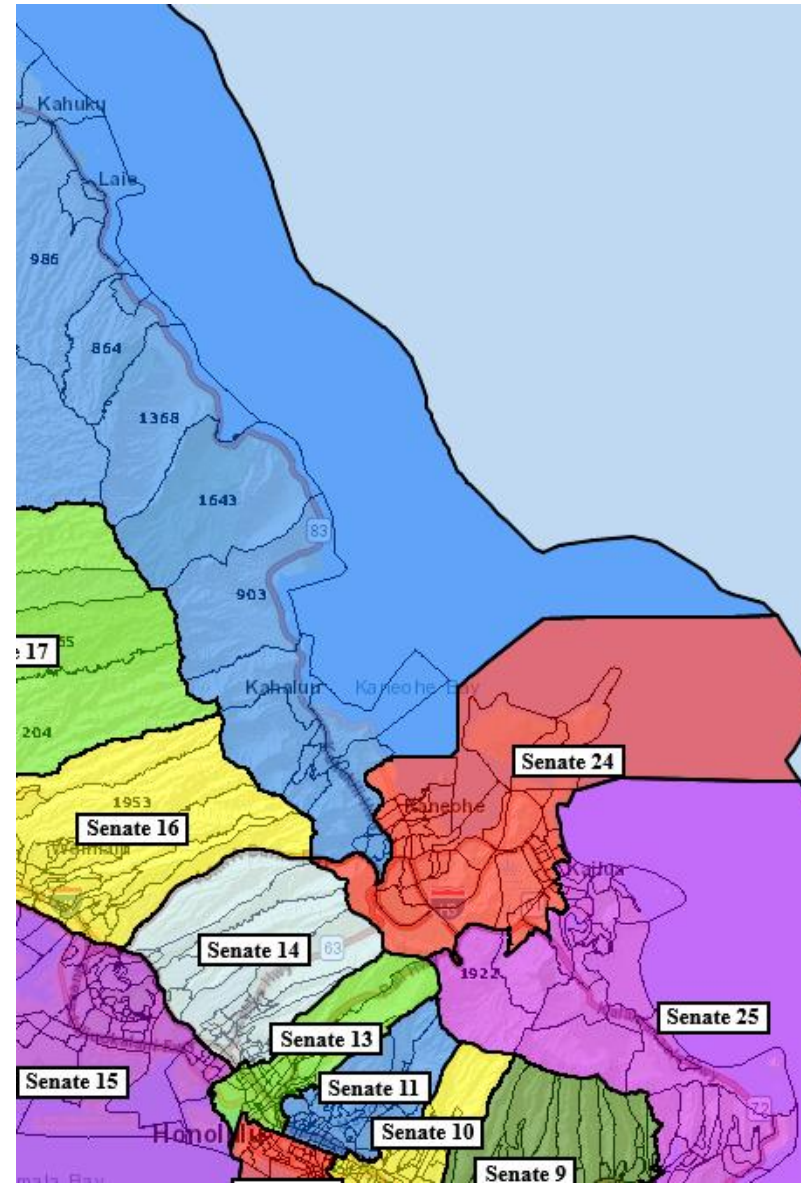 Kahuku
Laie
986
864
1368
1643
83
903
17
204
Kahaluu
Kaneohe Bay
Senate 24
1953
Kaneohe
Senate 16
Kailua
Senate 14
63
1922
Senate 25
Senate 13
Senate 15
Senate 11
72
Senate 10
Honolulu
Senate 9